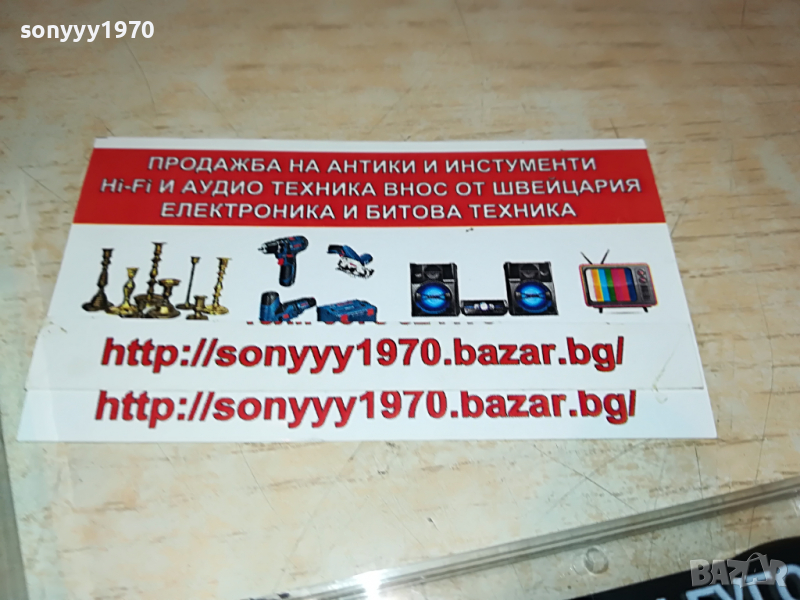 sonyyy1970
ПРОДАЖБА НА АНТИКИ И ИНСТУМЕНТИ
Hi-Fi И АУДИО ТЕХНИКА ВНОС ОТ ШВЕЙЦАРИЯ
ЕЛЕКТРОНИКА И БИТОВА ТЕХНИКА
http://sonyyy1970.bazar.bg/
http://sonyyy1970.bazar.bg/
BAZAR